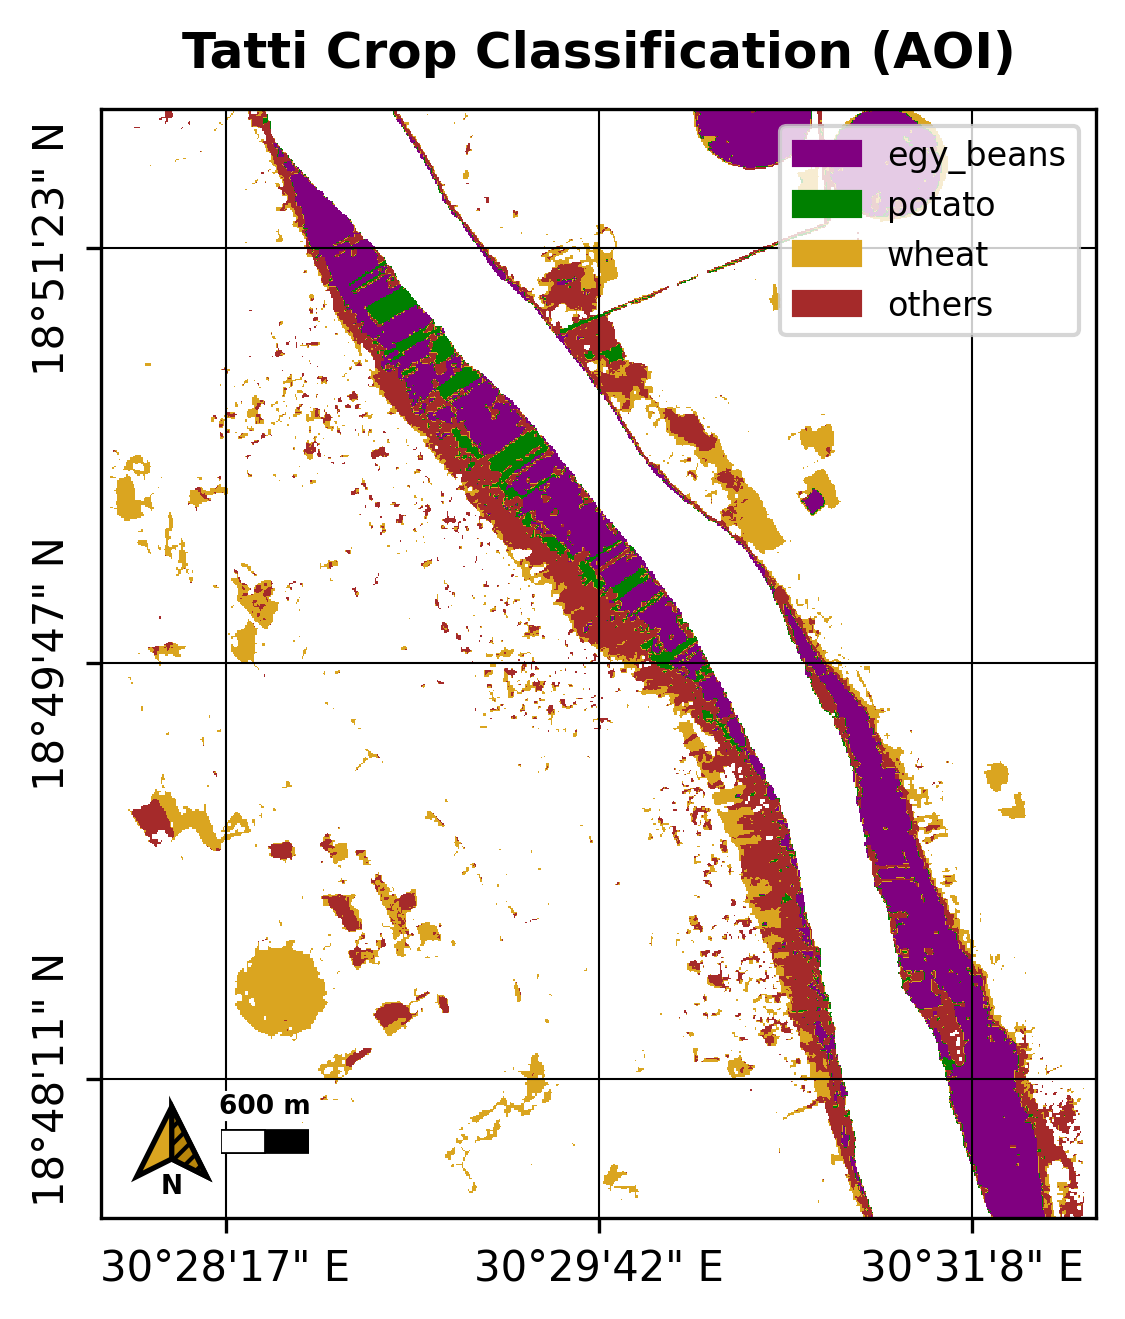 Tatti Crop Classification (AOI)
egy_beans
potato
wheat
others
18°51'23" N
18°49'47" N
18°48'11" N
600 m
N
30°28'17" E
30°29'42" E
30°31'8" E